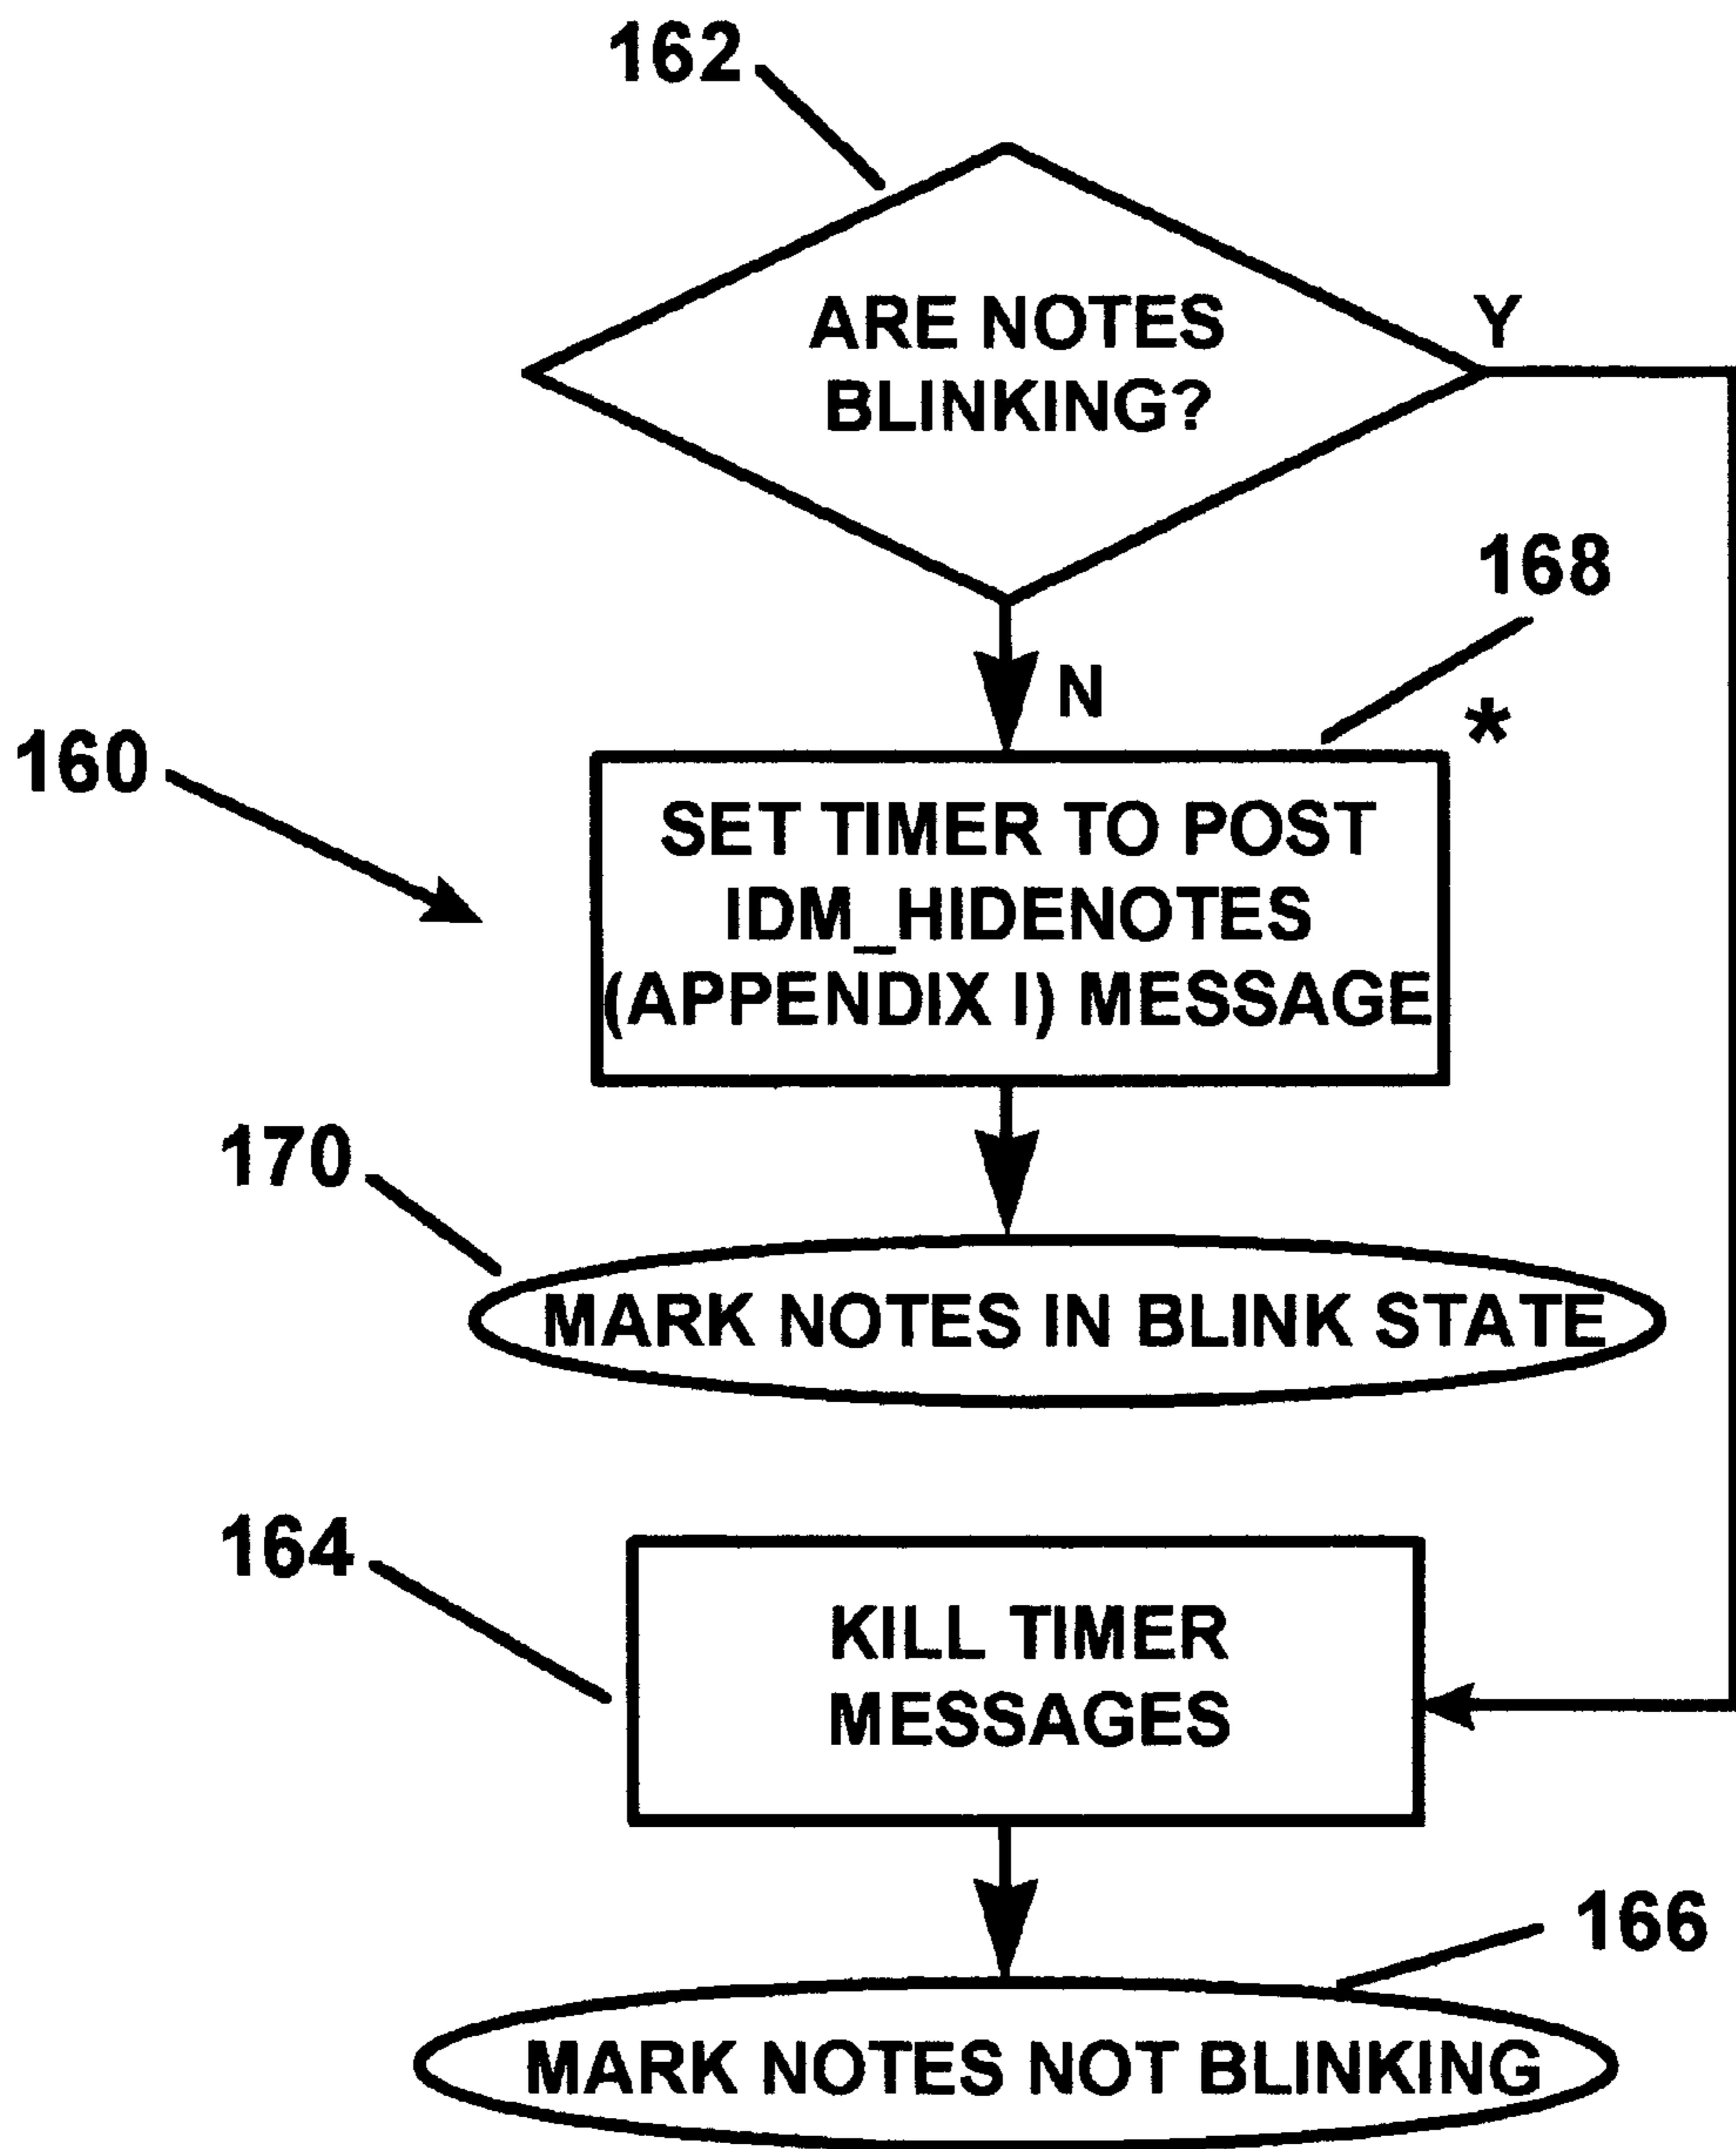 162
ARE NOTES
BLINKING?
Y
168
N
*
160
SET TIMER TO POST
IDM_HIDENOTES
(APPENDIX I) MESSAGE
170
MARK NOTES IN BLINK STATE
164
KILL TIMER
MESSAGES
166
MARK NOTES NOT BLINKING